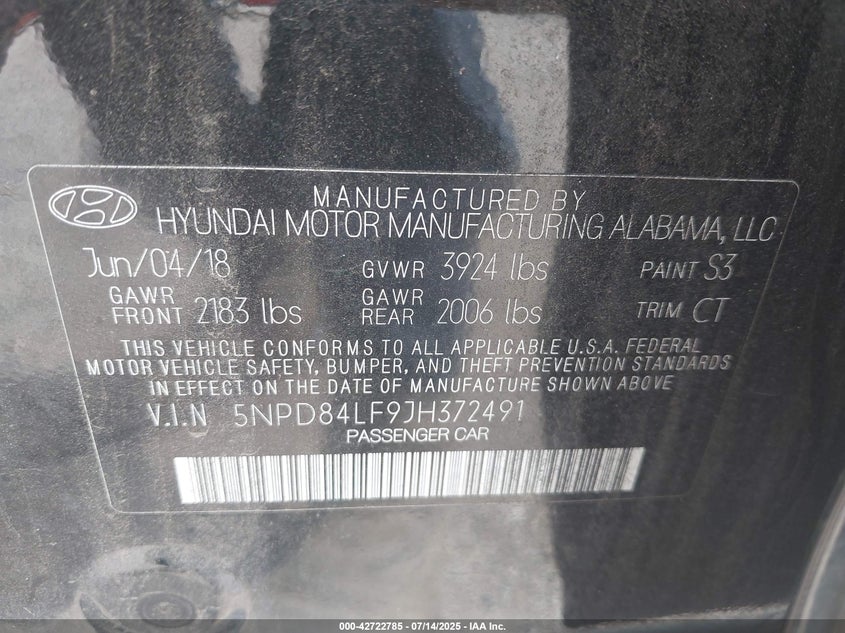 MANUFACTURED BY
HYUNDAI MOTOR MANUFACTURING ALABAMA, LLC
Jun/04/18 GVWR 3924 lbs PAINT S3
GAWR FRONT 2183 lbs GAWR REAR 2006 lbs TRIM CT
THIS VEHICLE CONFORMS TO ALL APPLICABLE U.S.A. FEDERAL
MOTOR VEHICLE SAFETY, BUMPER, AND THEFT PREVENTION STANDARDS
IN EFFECT ON THE DATE OF MANUFACTURE SHOWN ABOVE
V.I.N 5NPD84LF9JH372491
PASSENGER CAR
000-42722785 - 07/14/2025 - IAA Inc.